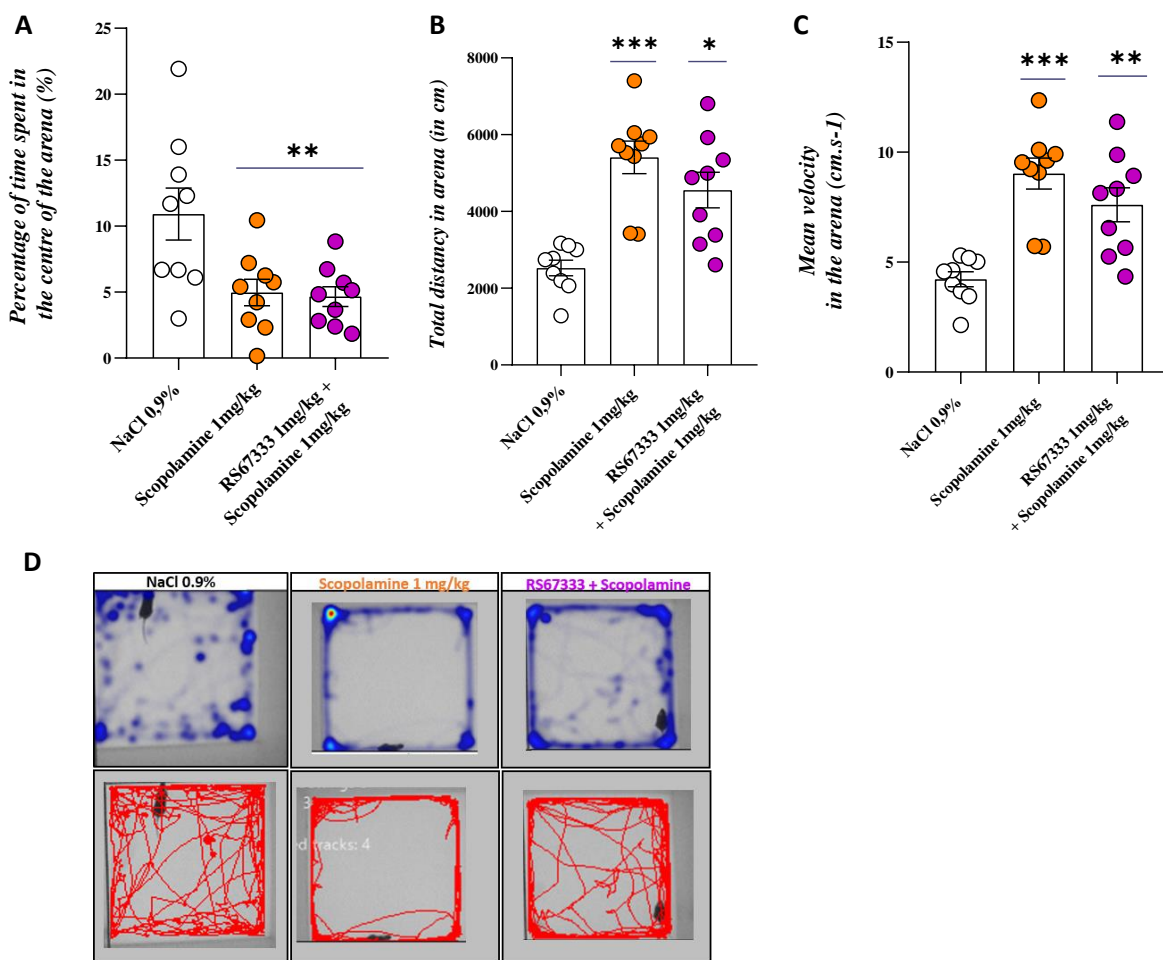 A
Percentage of time spent in
the centre of the arena (%)
25
20
15
10
5
0
**
NaCl 0,9%
Scopolamine 1mg/kg
RS67333 1mg/kg +
Scopolamine 1mg/kg
B
Total distancy in arena (in cm)
8000
6000
4000
2000
0
***
*
NaCl 0,9%
Scopolamine 1mg/kg
RS67333 1mg/kg
+ Scopolamine 1mg/kg
C
Mean velocity
in the arena (cm.s-1)
15
10
5
0
***
**
NaCl 0,9%
Scopolamine 1mg/kg
RS67333 1mg/kg
+ Scopolamine 1mg/kg
D
NaCl 0.9%
Scopolamine 1 mg/kg
RS67333 + Scopolamine
3
ed tracks: 4